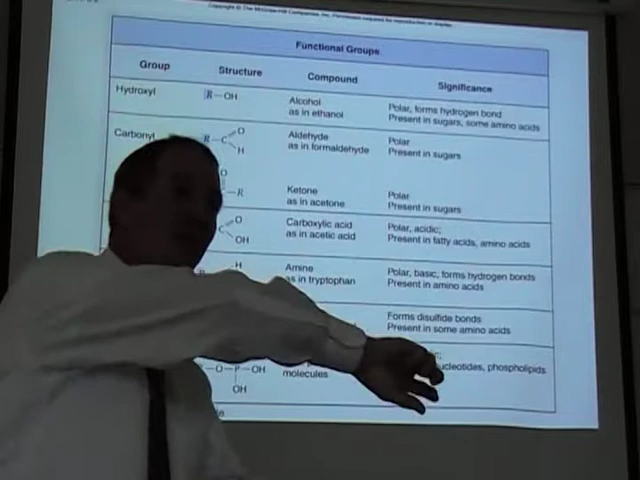 Copyright © The McGraw-Hill Companies, Inc. Permission required for reproduction or display.
Functional Groups
Group Structure Compound Significance
Hydroxyl R—OH Alcohol Polar, forms hydrogen bond
as in ethanol Present in sugars, some amino acids
Carbonyl R—C O H Aldehyde Polar
as in formaldehyde Present in sugars
O
—R Ketone Polar
as in acetone Present in sugars
C O OH Carboxylic acid Polar, acidic;
as in acetic acid Present in fatty acids, amino acids
H Amine Polar, basic, forms hydrogen bonds
as in tryptophan Present in amino acids
Forms disulfide bonds
Present in some amino acids
—O—P—OH
ucleotides, phospholipids
molecules
OH